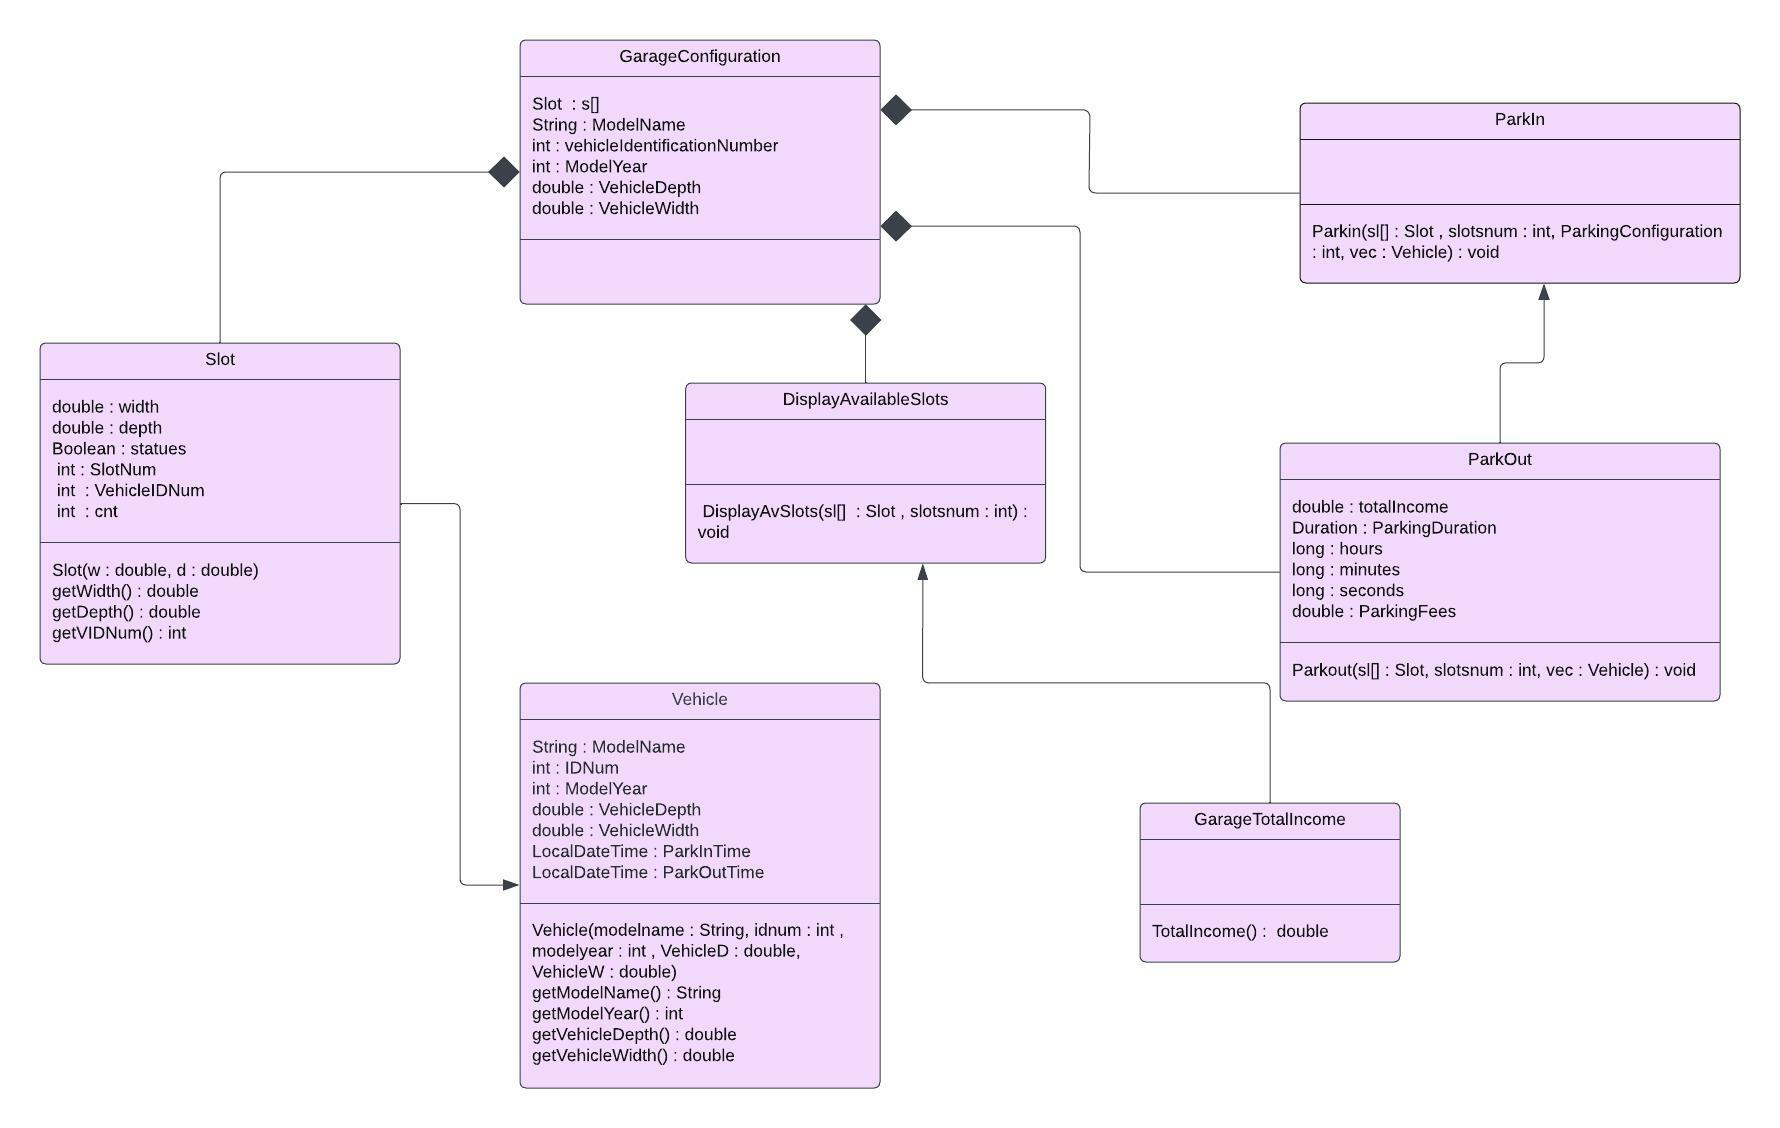 GarageConfiguration
Slot  : s[]
String : ModelName
int : vehicleIdentificationNumber
int : ModelYear
double : VehicleDepth
double : VehicleWidth
ParkIn
Parkin(sl[] : Slot , slotsnum : int, ParkingConfiguration
: int, vec : Vehicle) : void
Slot
double : width
double : depth
Boolean : statues
int : SlotNum
int  : VehicleIDNum
int  : cnt
Slot(w : double, d : double)
getWidth() : double
getDepth() : double
getVIDNum() : int
DisplayAvailableSlots
DisplayAvSlots(sl[]  : Slot , slotsnum : int) :
void
ParkOut
double : totalIncome
Duration : ParkingDuration
long : hours
long : minutes
long : seconds
double : ParkingFees
Parkout(sl[] : Slot, slotsnum : int, vec : Vehicle) : void
Vehicle
String : ModelName
int : IDNum
int : ModelYear
double : VehicleDepth
double : VehicleWidth
LocalDateTime : ParkInTime
LocalDateTime : ParkOutTime
Vehicle(modelname : String, idnum : int ,
modelyear : int , VehicleD : double,
VehicleW : double)
getModelName() : String
getModelYear() : int
getVehicleDepth() : double
getVehicleWidth() : double
GarageTotalIncome
TotalIncome() :  double